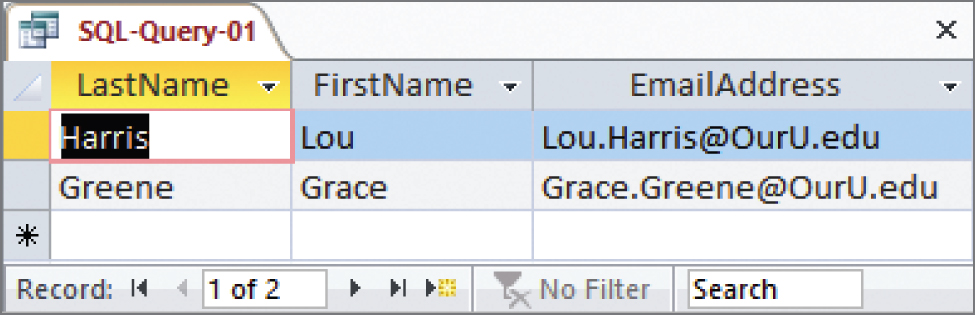 SQL-Query-01
LastName FirstName EmailAddress
Harris Lou Lou.Harris@OurU.edu
Greene Grace Grace.Greene@OurU.edu
Record: 1 of 2 No Filter Search